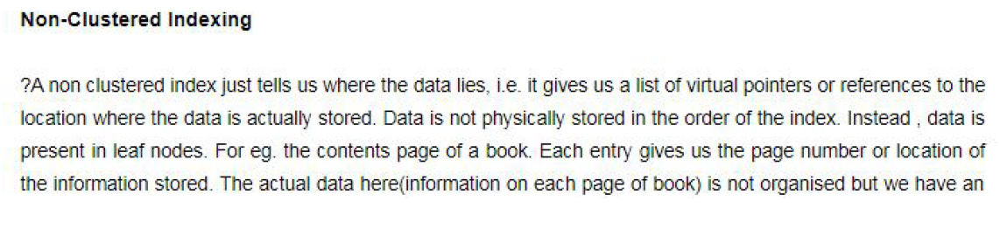 Non-Clustered Indexing
?A non clustered index just tells us where the data lies, i.e. it gives us a list of virtual pointers or references to the
location where the data is actually stored. Data is not physically stored in the order of the index. Instead , data is
present in leaf nodes. For eg. the contents page of a book. Each entry gives us the page number or location of
the information stored. The actual data here(information on each page of book) is not organised but we have an